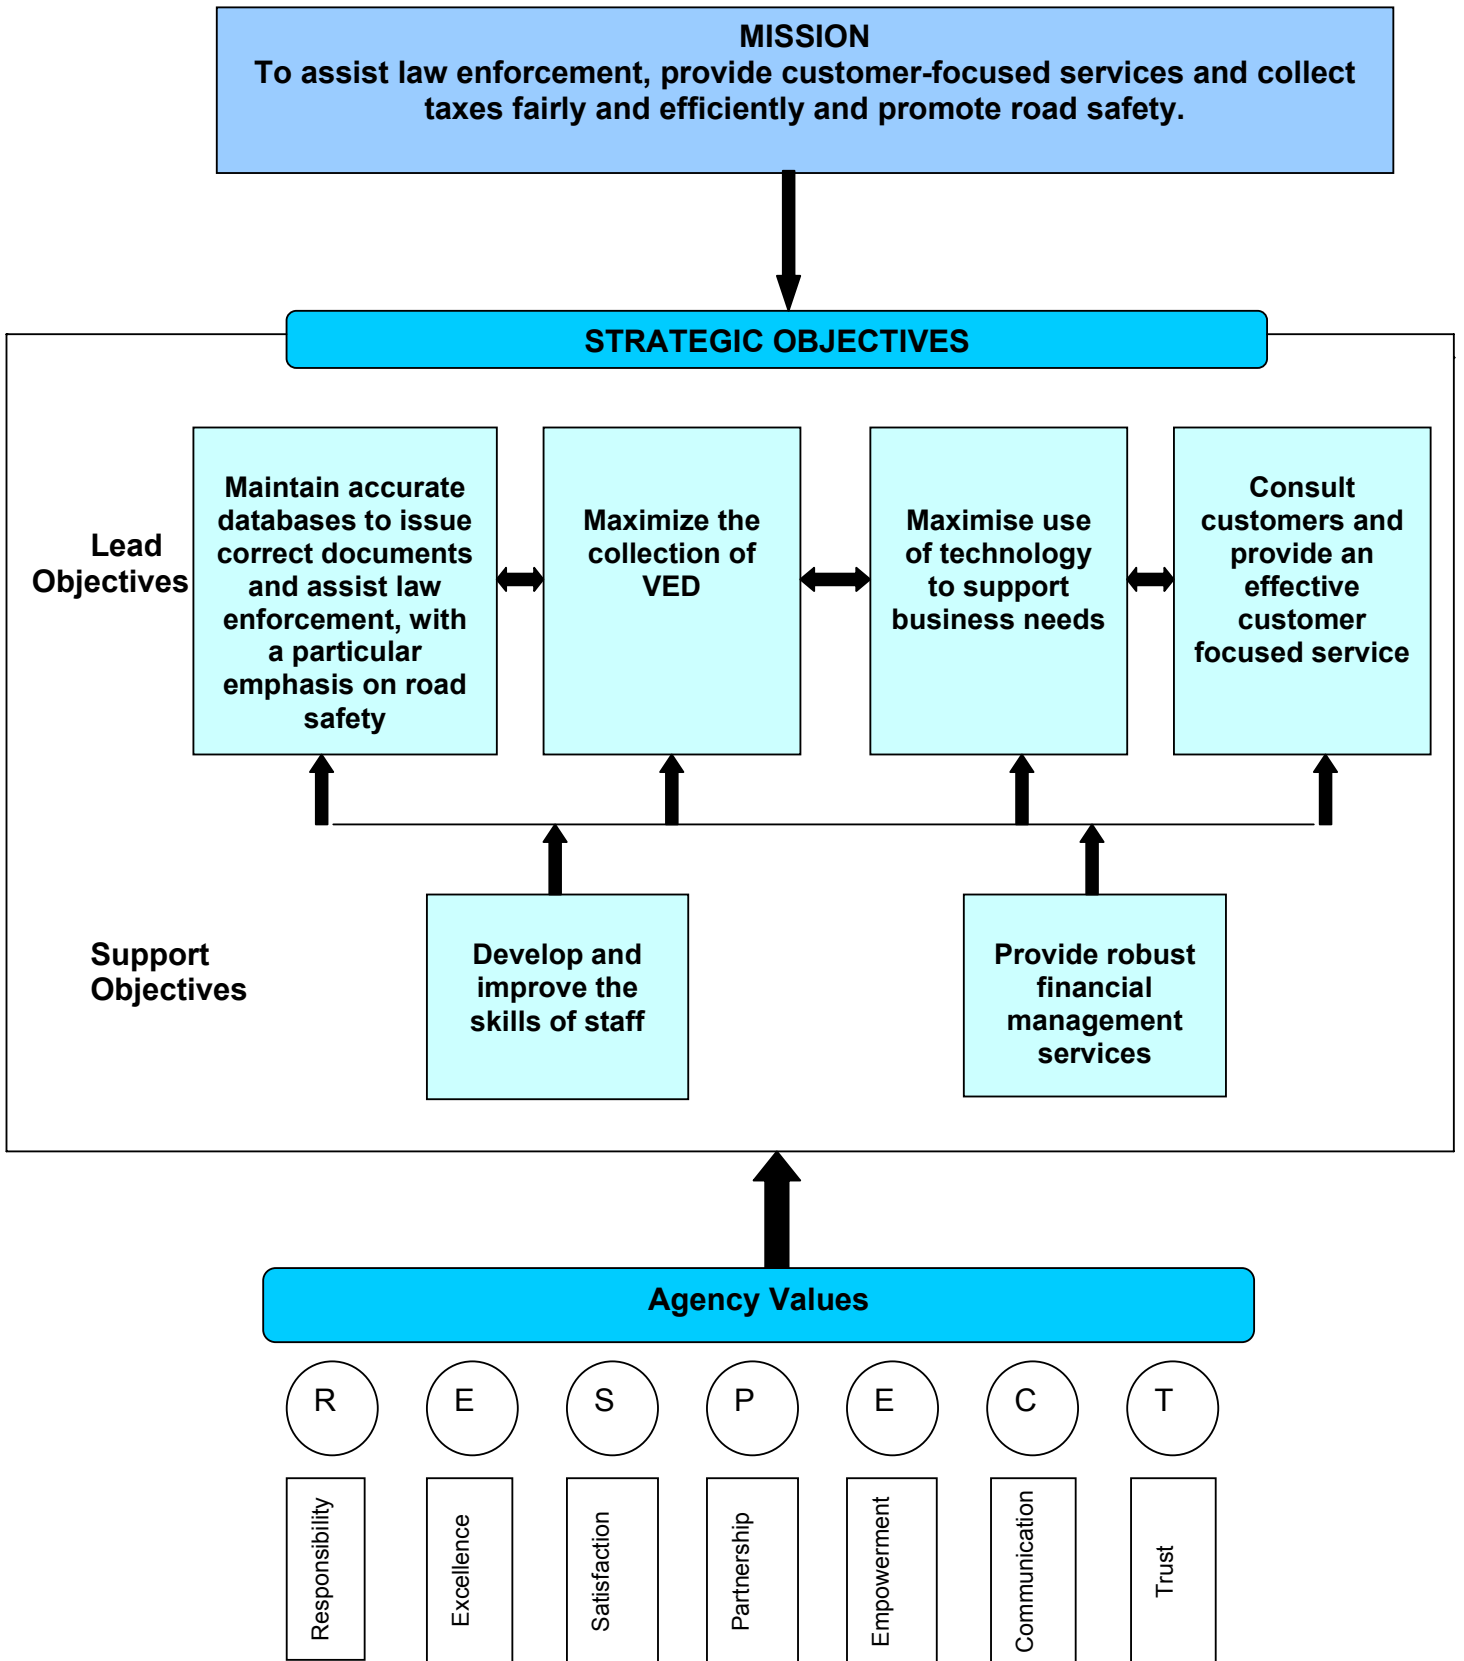 MISSION
To assist law enforcement, provide customer-focused services and collect
taxes fairly and efficiently and promote road safety.
STRATEGIC OBJECTIVES
Lead
Objectives
Maintain accurate
databases to issue
correct documents
and assist law
enforcement, with
a particular
emphasis on road
safety
Maximize the
collection of
VED
Maximise use
of technology
to support
business needs
Consult
customers and
provide an
effective
customer
focused service
Support
Objectives
Develop and
improve the
skills of staff
Provide robust
financial
management
services
Agency Values
R
E
S
P
E
C
T
Responsibility
Excellence
Satisfaction
Partnership
Empowerment
Communication
Trust